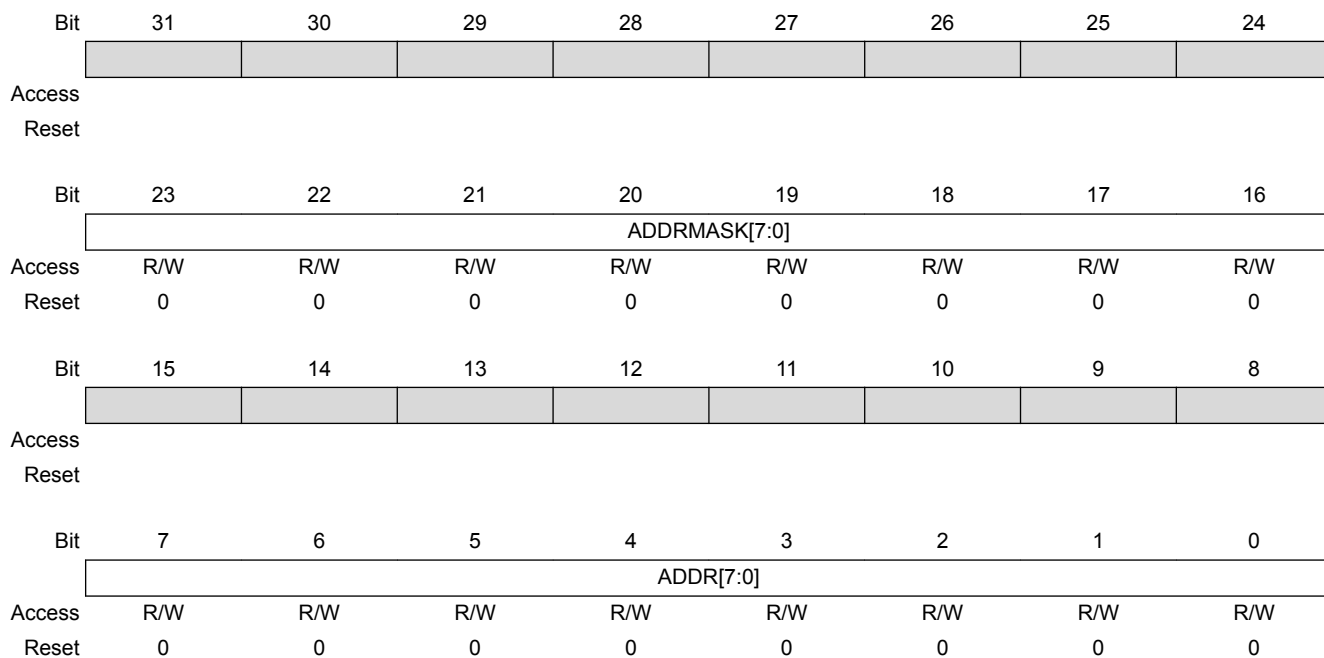 Bit 31 30 29 28 27 26 25 24
Access
Reset
Bit 23 22 21 20 19 18 17 16
ADDRMASK[7:0]
Access R/W R/W R/W R/W R/W R/W R/W R/W
Reset 0 0 0 0 0 0 0 0
Bit 15 14 13 12 11 10 9 8
Access
Reset
Bit 7 6 5 4 3 2 1 0
ADDR[7:0]
Access R/W R/W R/W R/W R/W R/W R/W R/W
Reset 0 0 0 0 0 0 0 0